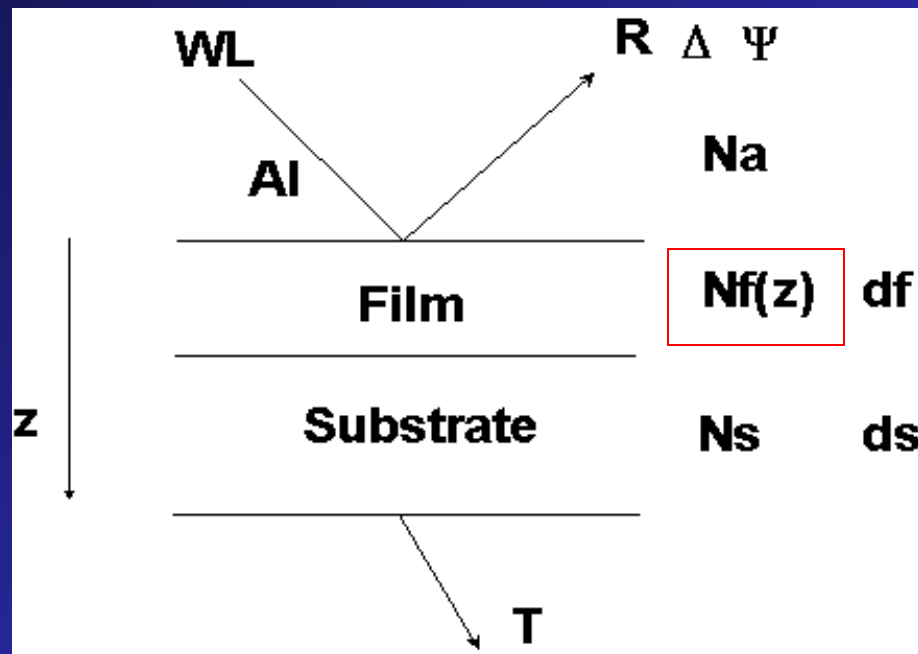 WL R Δ Ψ
AI Na
Film Nf(z) df
z Substrate Ns ds
T